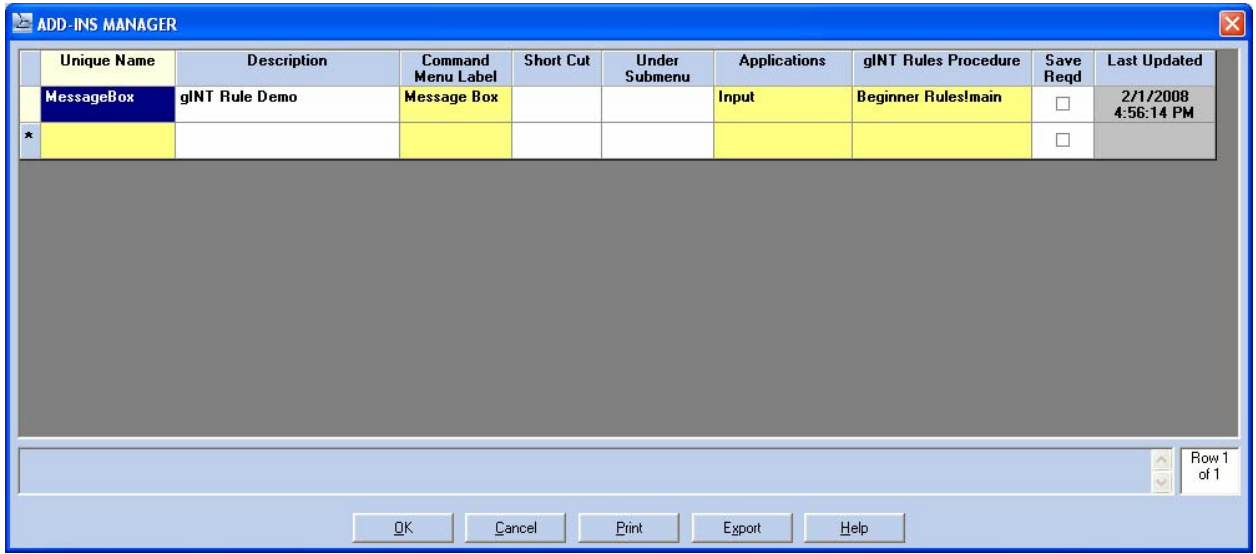 ADD-INS MANAGER
Unique Name Description Command Menu Label Short Cut Under Submenu Applications gINT Rules Procedure Save Reqd Last Updated
MessageBox gINT Rule Demo Message Box Input Beginner Rules!main 2/1/2008 4:56:14 PM
*
Row 1
of 1
OK Cancel Print Export Help